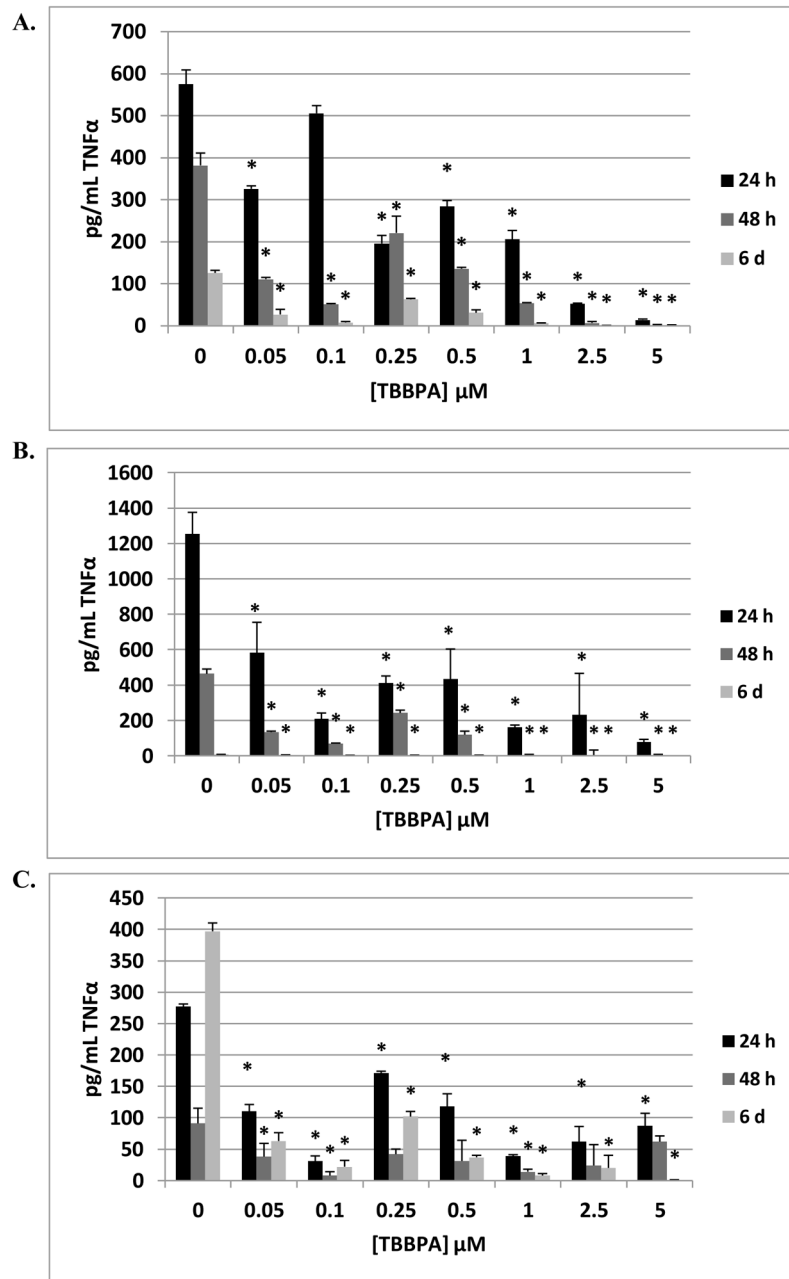 A.
700
600
500
400
300
200
100
0
pg/mL TNFα
* * * * * * * * * * * * * * * * * * * *
0 0.05 0.1 0.25 0.5 1 2.5 5
[TBBPA] μM
24 h
48 h
6 d
B.
1600
1400
1200
1000
800
600
400
200
0
pg/mL TNFα
* * * * * * * * * * * * * * * * * * * * *
0 0.05 0.1 0.25 0.5 1 2.5 5
[TBBPA] μM
24 h
48 h
6 d
C.
450
400
350
300
250
200
150
100
50
0
pg/mL TNFα
* * * * * * * * * * * * * * * * *
0 0.05 0.1 0.25 0.5 1 2.5 5
[TBBPA] μM
24 h
48 h
6 d